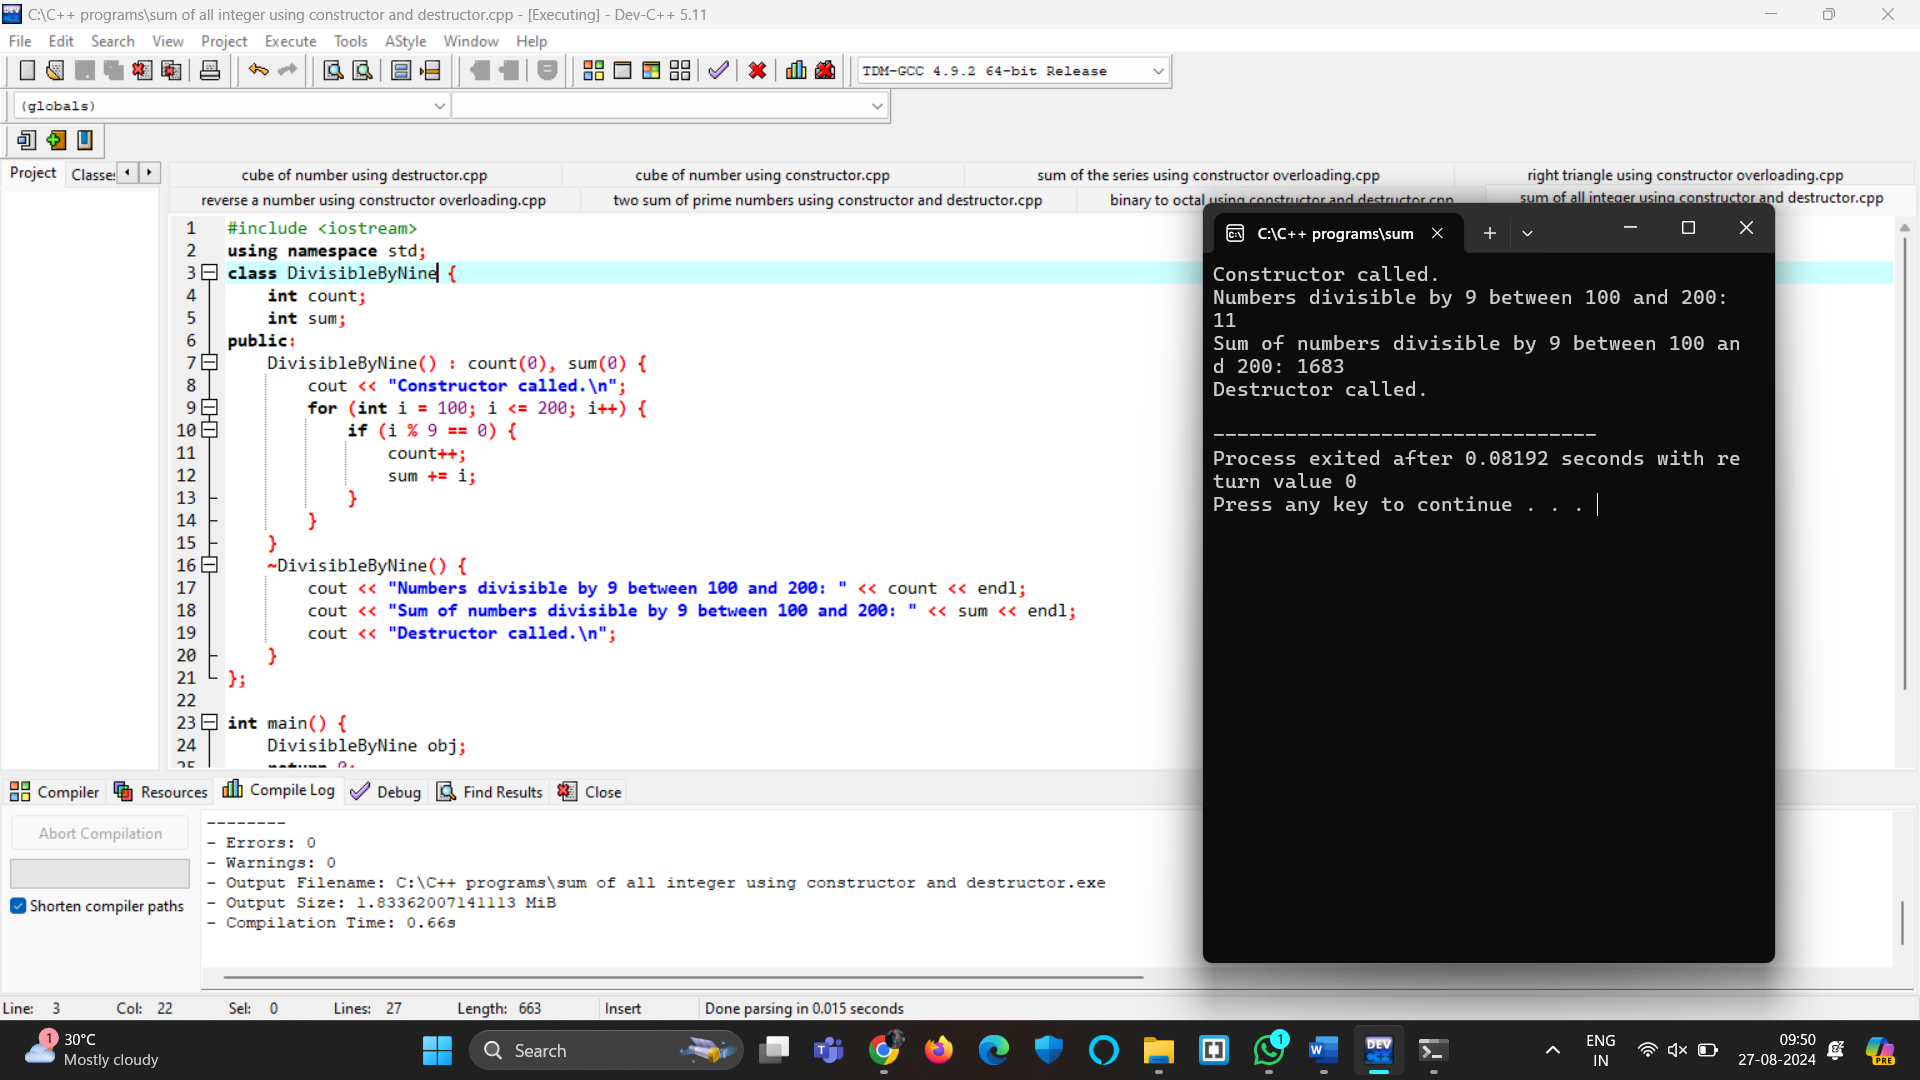 C:\C++ programs\sum of all integer using constructor and destructor.cpp - [Executing] - Dev-C++ 5.11
File Edit Search View Project Execute Tools AStyle Window Help
TDM-GCC 4.9.2 64-bit Release
(globals)
Project Classes
cube of number using destructor.cpp cube of number using constructor.cpp sum of the series using constructor overloading.cpp right triangle using constructor overloading.cpp
reverse a number using constructor overloading.cpp two sum of prime numbers using constructor and destructor.cpp binary to octal using constructor and destructor.cpp sum of all integer using constructor and destructor.cpp
1 #include <iostream>
2 using namespace std;
3 class DivisibleByNine {
4 int count;
5 int sum;
6 public:
7 DivisibleByNine() : count(0), sum(0) {
8 cout << "Constructor called.\n";
9 for (int i = 100; i <= 200; i++) {
10 if (i % 9 == 0) {
11 count++;
12 sum += i;
13 }
14 }
15 }
16 ~DivisibleByNine() {
17 cout << "Numbers divisible by 9 between 100 and 200: " << count << endl;
18 cout << "Sum of numbers divisible by 9 between 100 and 200: " << sum << endl;
19 cout << "Destructor called.\n";
20 }
21 };
22
23 int main() {
24 DivisibleByNine obj;
25 return 0;
C:\C++ programs\sum
Constructor called.
Numbers divisible by 9 between 100 and 200:
11
Sum of numbers divisible by 9 between 100 an
d 200: 1683
Destructor called.
--------------------------------
Process exited after 0.08192 seconds with re
turn value 0
Press any key to continue . . .
Compiler Resources Compile Log Debug Find Results Close
Abort Compilation
Shorten compiler paths
--------
- Errors: 0
- Warnings: 0
- Output Filename: C:\C++ programs\sum of all integer using constructor and destructor.exe
- Output Size: 1.83362007141113 MiB
- Compilation Time: 0.66s
Line: 3 Col: 22 Sel: 0 Lines: 27 Length: 663 Insert Done parsing in 0.015 seconds
1
30°C
Mostly cloudy
Search
1
DEV
ENG
IN
09:50
27-08-2024
PRE